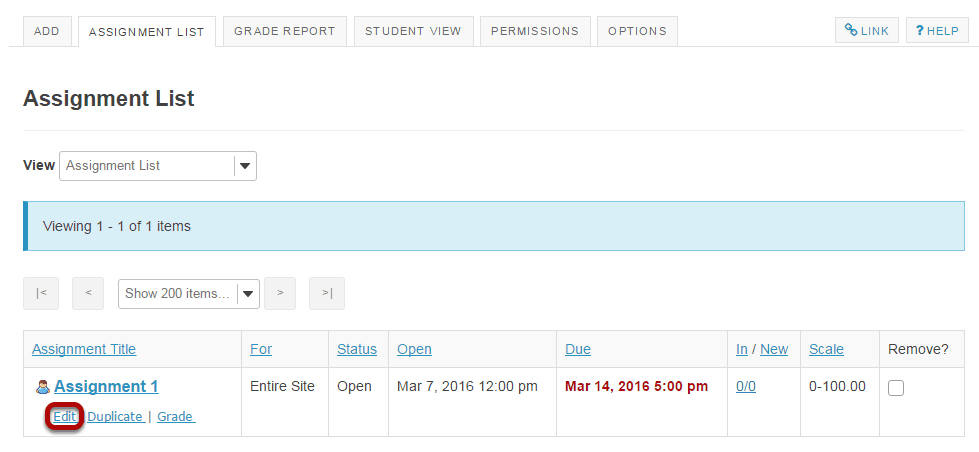 ADD ASSIGNMENT LIST GRADE REPORT STUDENT VIEW PERMISSIONS OPTIONS LINK ? HELP
Assignment List
View Assignment List
Viewing 1 - 1 of 1 items
|< < Show 200 items... > >|
Assignment Title For Status Open Due In / New Scale Remove?
Assignment 1 Entire Site Open Mar 7, 2016 12:00 pm Mar 14, 2016 5:00 pm 0/0 0-100.00
Edit Duplicate | Grade